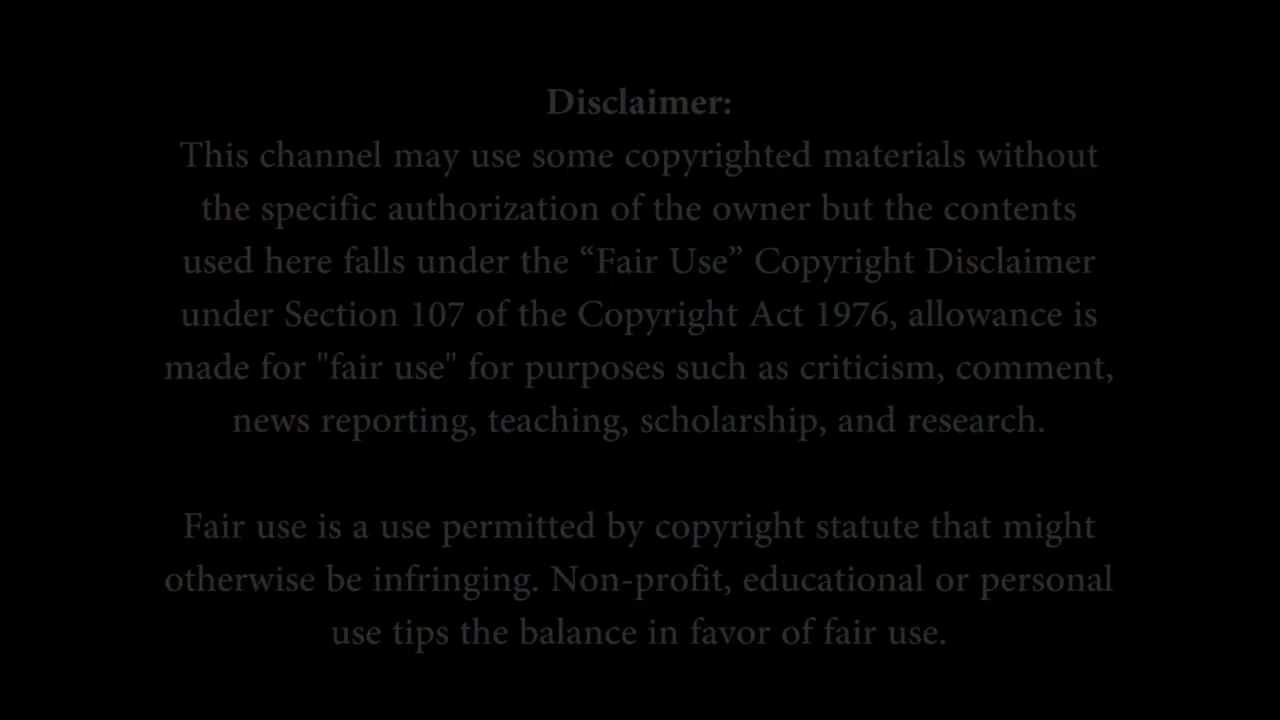 Disclaimer:
This channel may use some copyrighted materials without
the specific authorization of the owner but the contents
used here falls under the “Fair Use” Copyright Disclaimer
under Section 107 of the Copyright Act 1976, allowance is
made for "fair use" for purposes such as criticism, comment,
news reporting, teaching, scholarship, and research.
Fair use is a use permitted by copyright statute that might
otherwise be infringing. Non-profit, educational or personal
use tips the balance in favor of fair use.